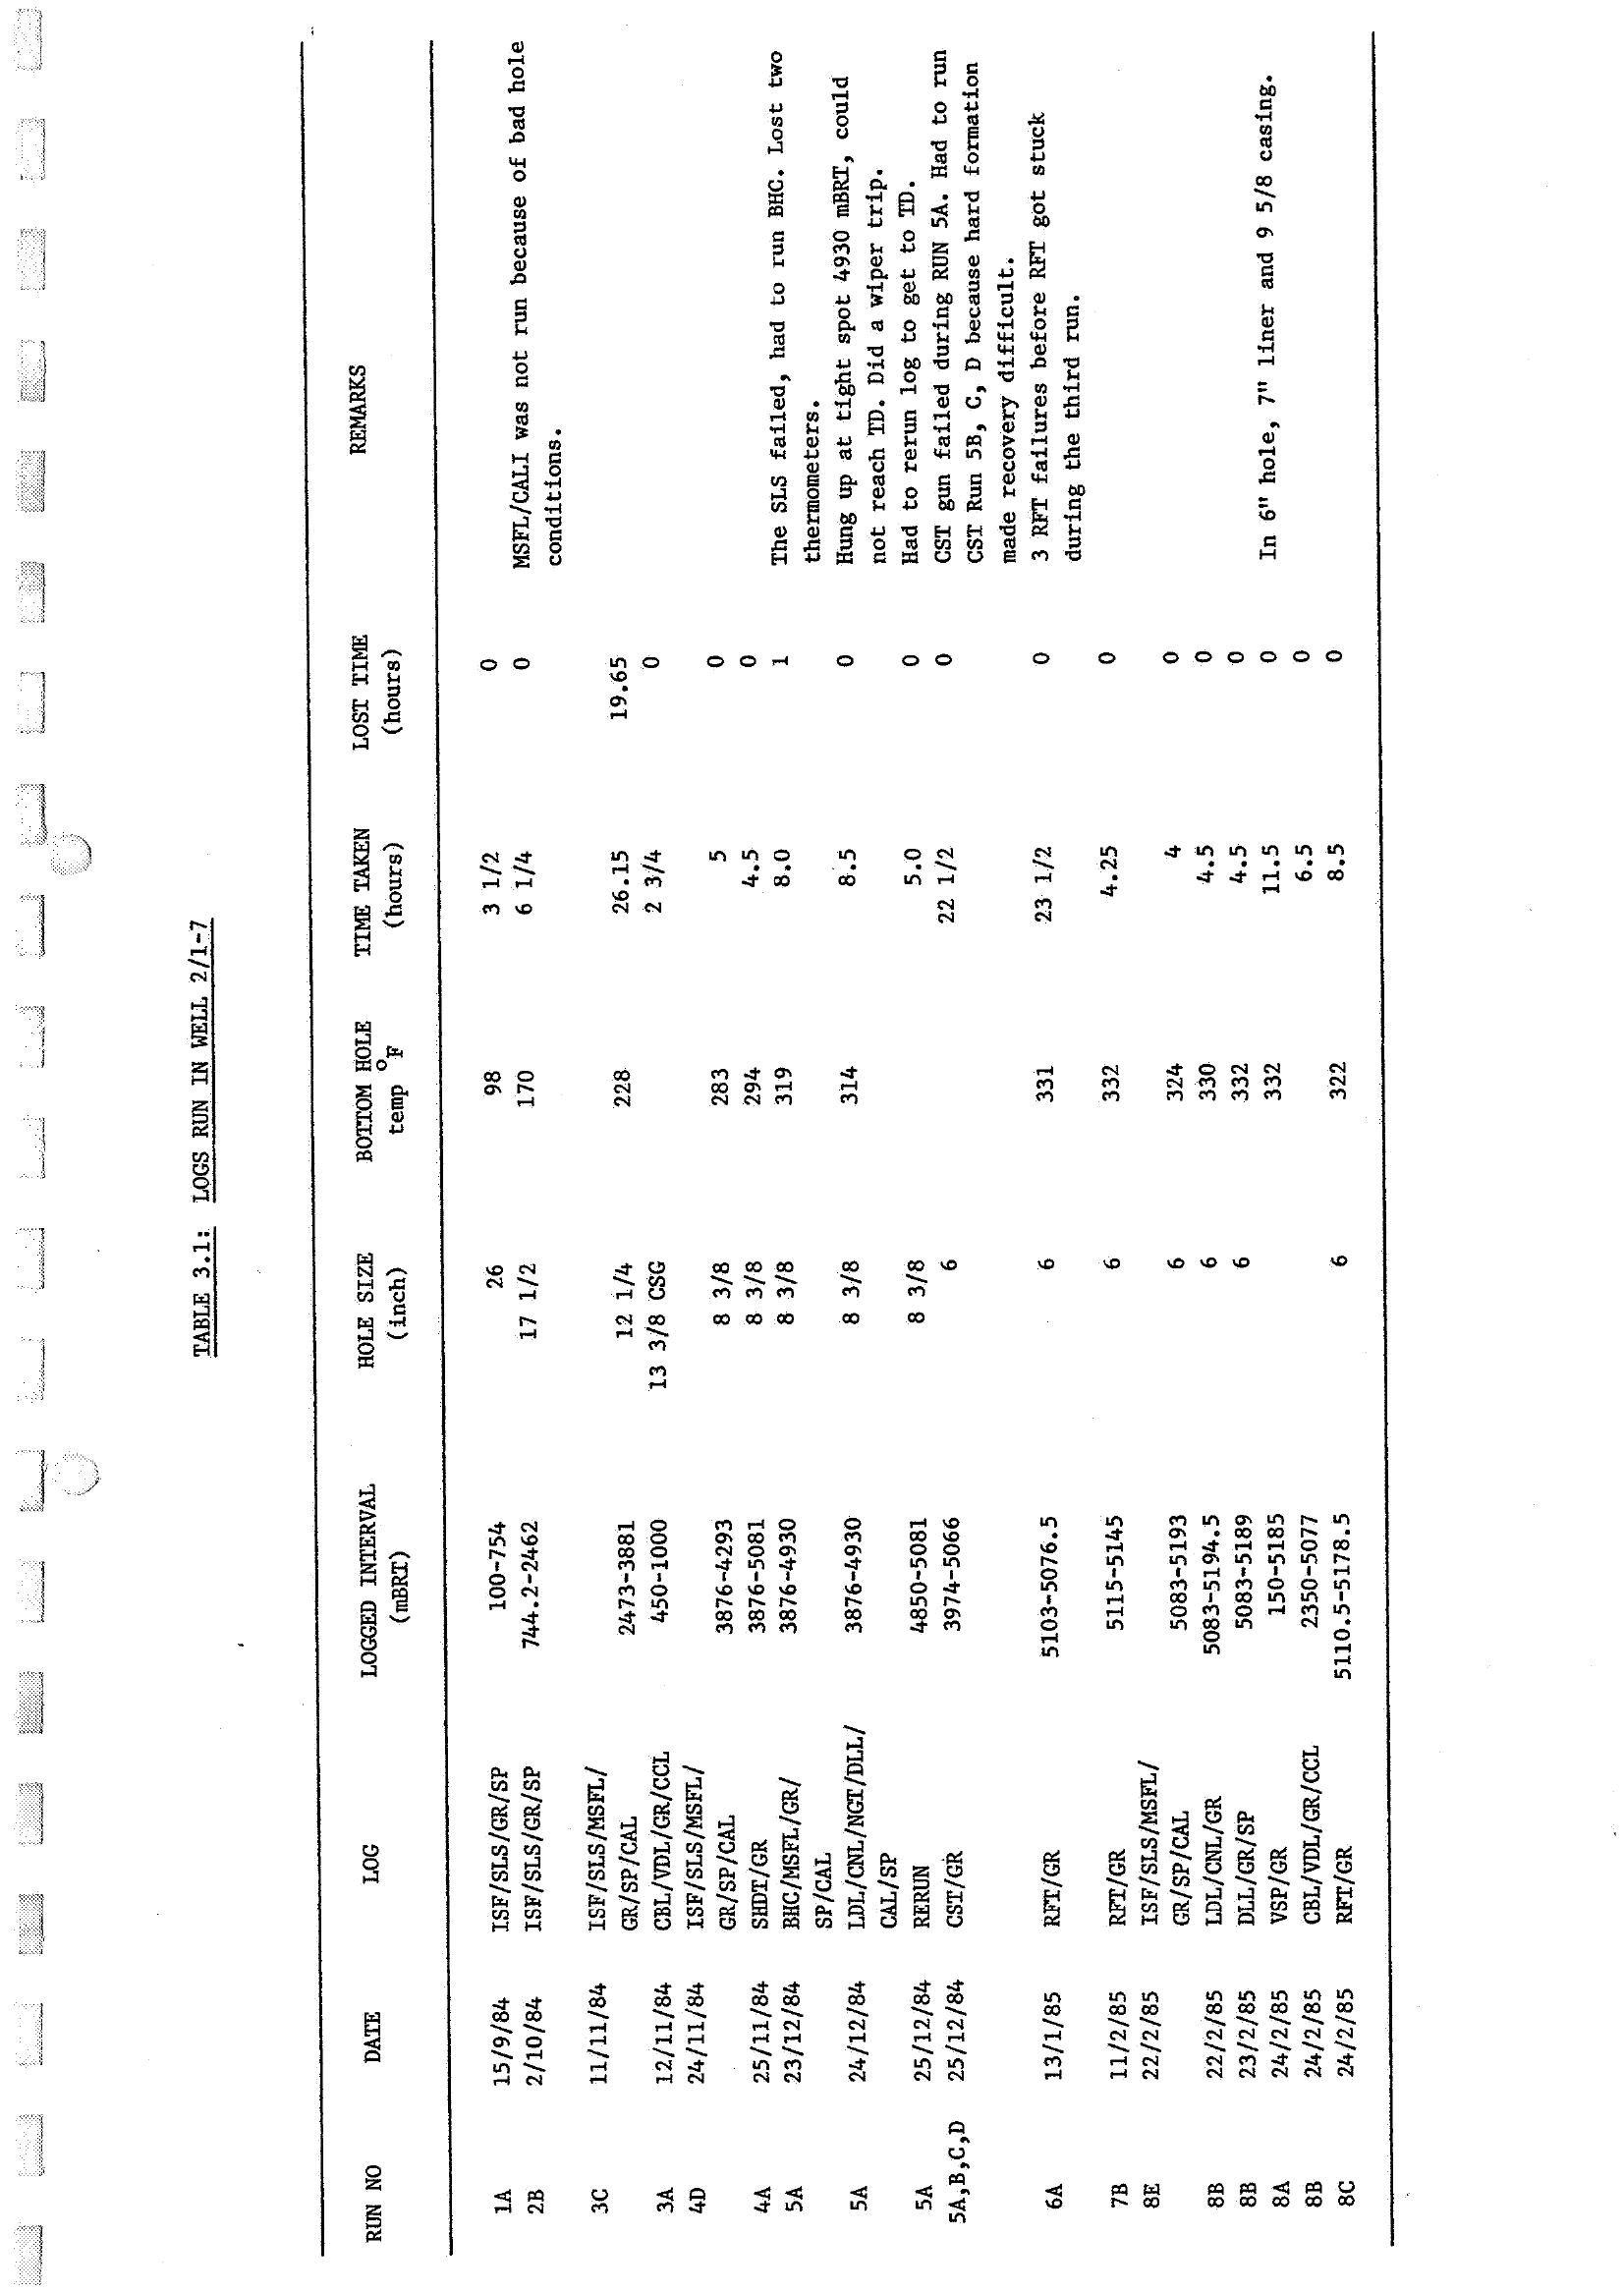 TABLE 3.1: LOGS RUN IN WELL 2/1-7
RUN NO DATE LOG LOGGED INTERVAL HOLE SIZE BOTTOM HOLE TIME TAKEN LOST TIME REMARKS
(mBRT) (inch) temp °F (hours) (hours)
1A 15/9/84 ISF/SLS/GR/SP 100-754 26 98 3 1/2 0
2B 2/10/84 ISF/SLS/GR/SP 744.2-2462 17 1/2 170 6 1/4 0 MSFL/CALI was not run because of bad hole
conditions.
3C 11/11/84 ISF/SLS/MSFL/
GR/SP/CAL 2473-3881 12 1/4 228 26.15 19.65
3A 12/11/84 CBL/VDL/GR/CCL 450-1000 13 3/8 CSG 2 3/4 0
4D 24/11/84 ISF/SLS/MSFL/
GR/SP/CAL 3876-4293 8 3/8 283 5 0
4A 25/11/84 SHDT/GR 3876-5081 8 3/8 294 4.5 0
5A 23/12/84 BHC/MSFL/GR/ 3876-4930 8 3/8 319 8.0 1 The SLS failed, had to run BHC. Lost two
SP/CAL thermometers.
5A 24/12/84 LDL/CNL/NGT/DLL/ 3876-4930 8 3/8 314 8.5 0 Hung up at tight spot 4930 mBRT, could
CAL/SP not reach TD. Did a wiper trip.
5A 25/12/84 RERUN 4850-5081 8 3/8 5.0 0 Had to rerun log to get to TD.
5A,B,C,D 25/12/84 CST/GR 3974-5066 6 22 1/2 0 CST gun failed during RUN 5A. Had to run
CST Run 5B, C, D because hard formation
made recovery difficult.
6A 13/1/85 RFT/GR 5103-5076.5 6 331 23 1/2 0 3 RFT failures before RFT got stuck
during the third run.
7B 11/2/85 RFT/GR 5115-5145 6 332 4.25 0
8E 22/2/85 ISF/SLS/MSFL/
GR/SP/CAL 5083-5193 6 324 4 0
8B 22/2/85 LDL/CNL/GR 5083-5194.5 6 330 4.5 0
8B 23/2/85 DLL/GR/SP 5083-5189 6 332 4.5 0
8A 24/2/85 VSP/GR 150-5185 332 11.5 0 In 6" hole, 7" liner and 9 5/8 casing.
8B 24/2/85 CBL/VDL/GR/CCL 2350-5077 6.5 0
8C 24/2/85 RFT/GR 5110.5-5178.5 6 322 8.5 0